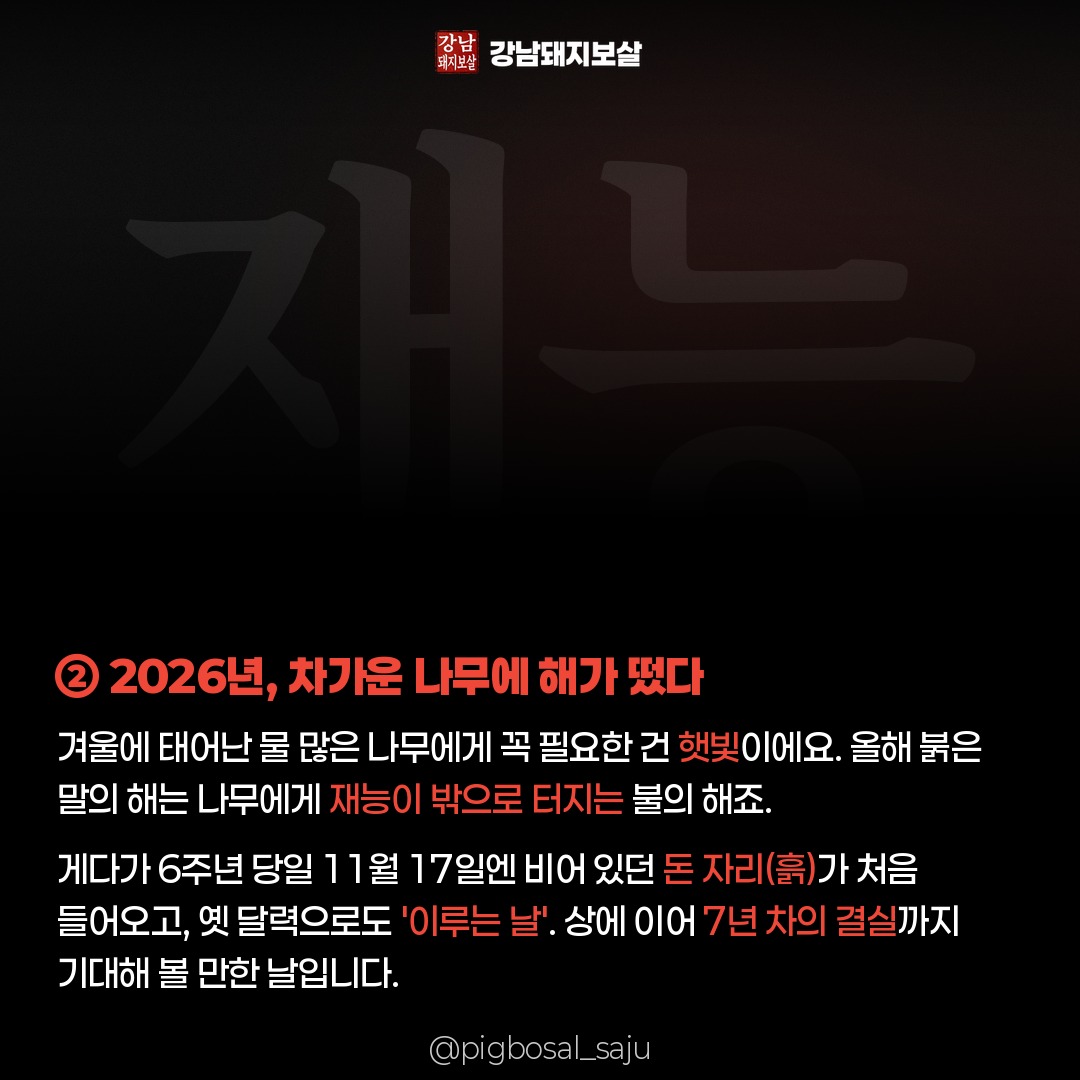 강남
돼지보살
강남돼지보살
재능
② 2026년, 차가운 나무에 해가 떴다
겨울에 태어난 물 많은 나무에게 꼭 필요한 건 햇빛이에요. 올해 붉은
말의 해는 나무에게 재능이 밖으로 터지는 불의 해죠.
게다가 6주년 당일 11월 17일엔 비어 있던 돈 자리(흙)가 처음
들어오고, 옛 달력으로도 '이루는 날'. 상에 이어 7년 차의 결실까지
기대해 볼 만한 날입니다.
@pigbosal_saju